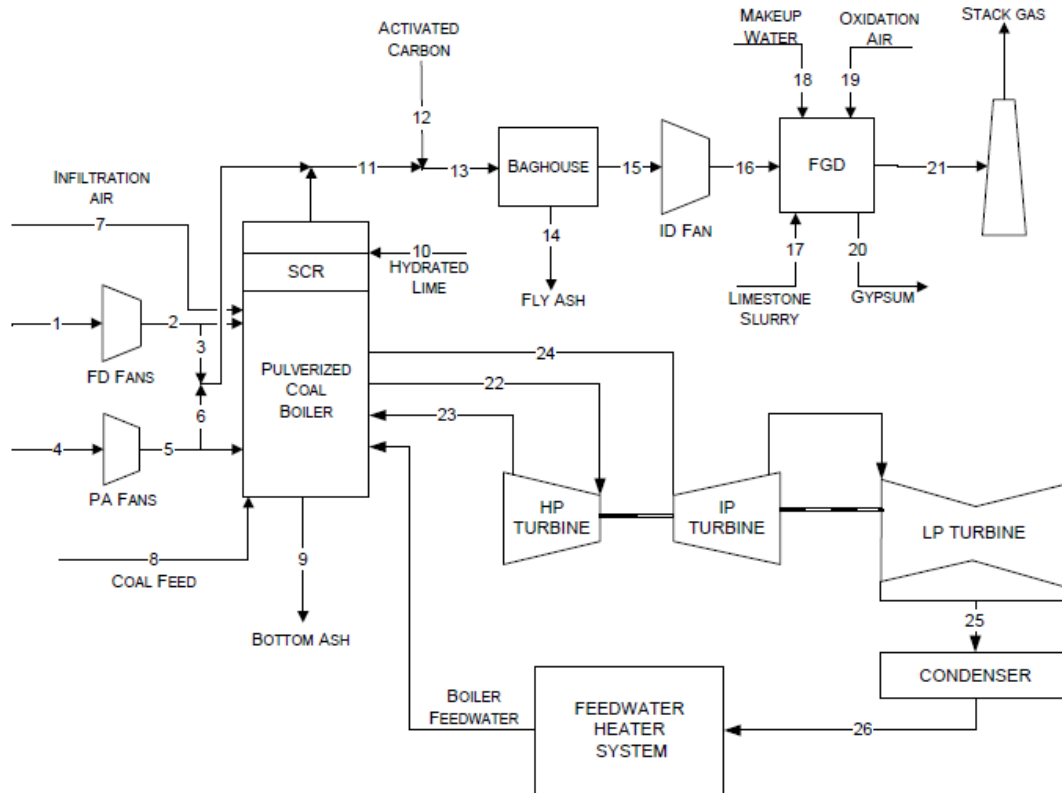 MAKEUP
WATER
OXIDATION
AIR
STACK GAS
ACTIVATED
CARBON
18
19
12
11
13
BAGHOUSE
15
16
FGD
21
INFILTRATION
AIR
7
ID FAN
14
17
20
10
HYDRATED
LIME
SCR
FLY ASH
LIMESTONE
SLURRY
GYPSUM
1
2
3
FD FANS
24
PULVERIZED
COAL
BOILER
22
23
6
4
5
PA FANS
HP
TURBINE
IP
TURBINE
LP TURBINE
8
COAL FEED
9
BOTTOM ASH
25
CONDENSER
BOILER
FEEDWATER
FEEDWATER
HEATER
SYSTEM
26